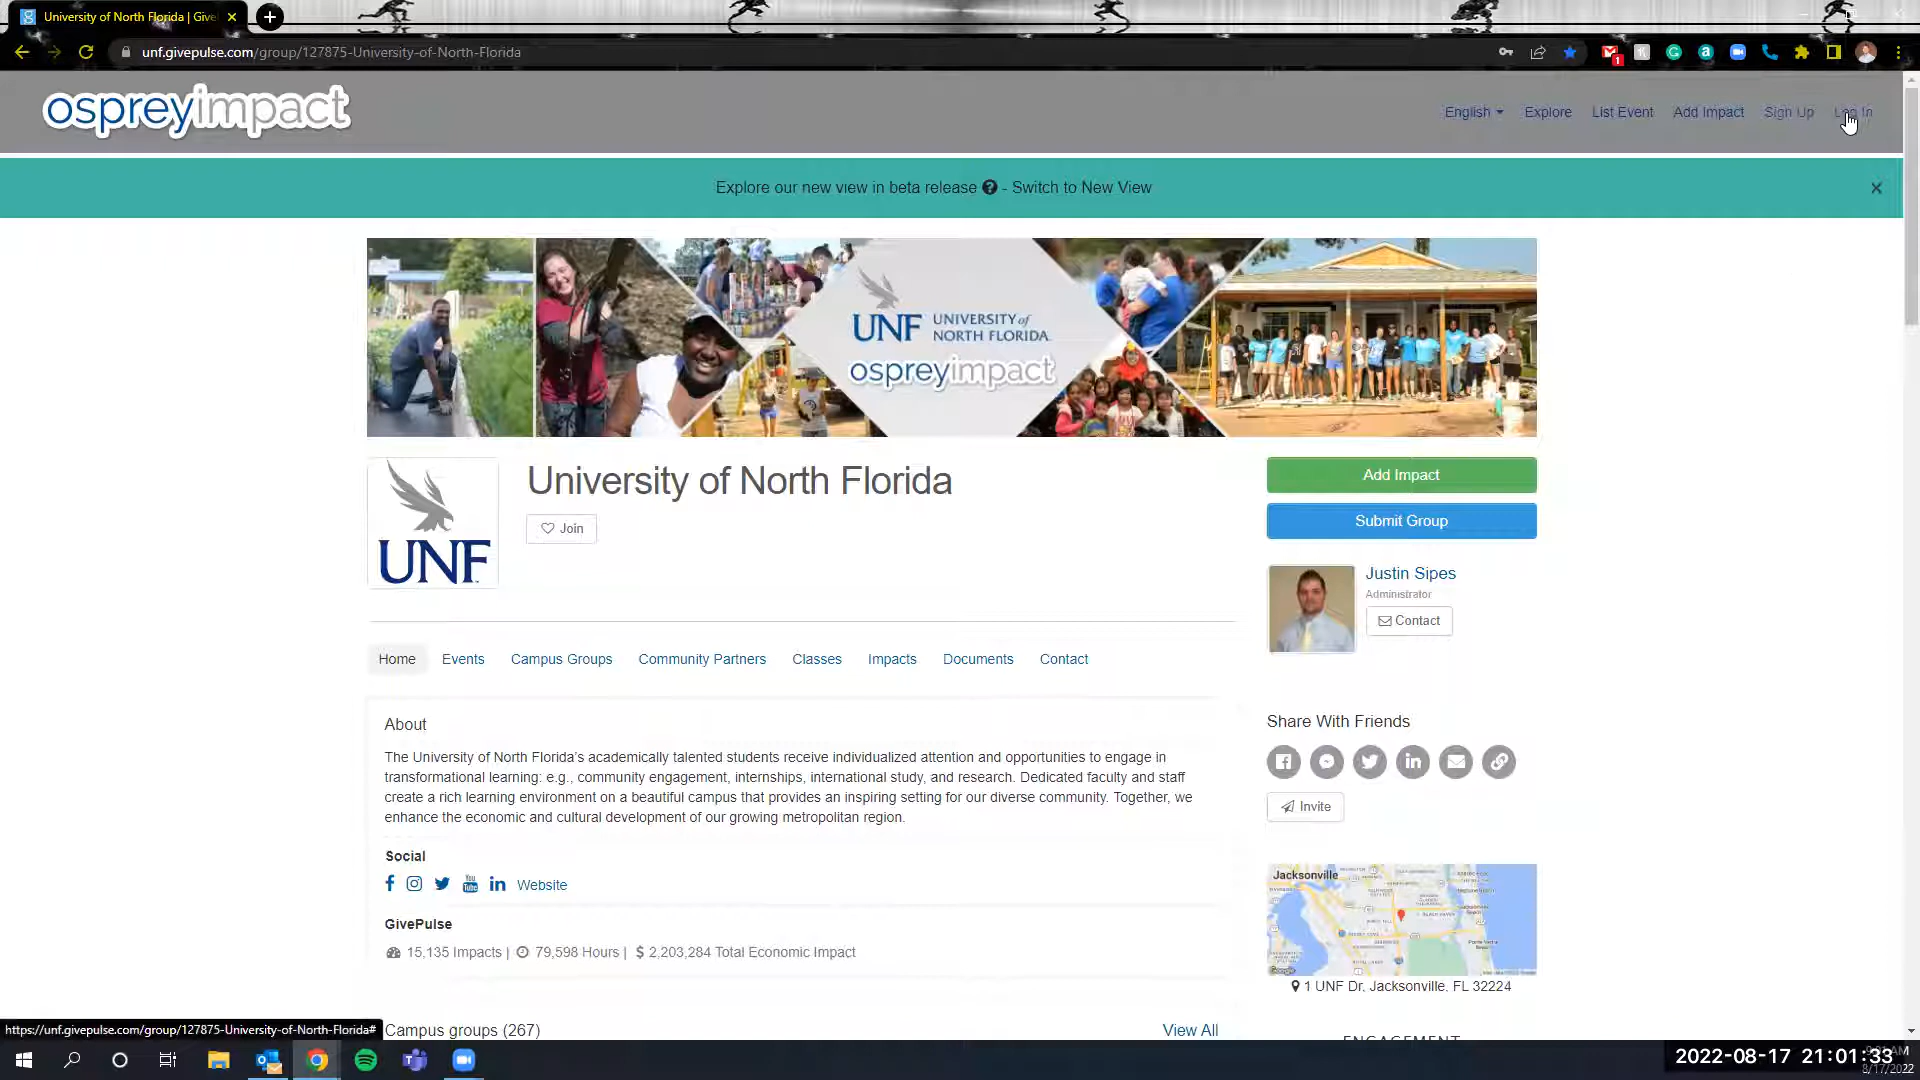 University of North Florida | Give
unf.givepulse.com/group/127875-University-of-North-Florida
1
ospreyimpact
English
Explore
List Event
Add Impact
Sign Up
Log In
Explore our new view in beta release ? - Switch to New View
UNF UNIVERSITY of NORTH FLORIDA
ospreyimpact
UNF
University of North Florida
Join
Add Impact
Submit Group
Justin Sipes
Administrator
Contact
Home
Events
Campus Groups
Community Partners
Classes
Impacts
Documents
Contact
About
The University of North Florida's academically talented students receive individualized attention and opportunities to engage in
transformational learning: e.g., community engagement, internships, international study, and research. Dedicated faculty and staff
create a rich learning environment on a beautiful campus that provides an inspiring setting for our diverse community. Together, we
enhance the economic and cultural development of our growing metropolitan region.
Social
Website
GivePulse
15,135 Impacts | 79,598 Hours | $ 2,203,284 Total Economic Impact
Share With Friends
Invite
Jacksonville
Google
1 UNF Dr, Jacksonville, FL 32224
Campus groups (267)
View All
ENGAGEMENT
https://unf.givepulse.com/group/127875-University-of-North-Florida#
2022-08-17 21:01:33
8/17/2022